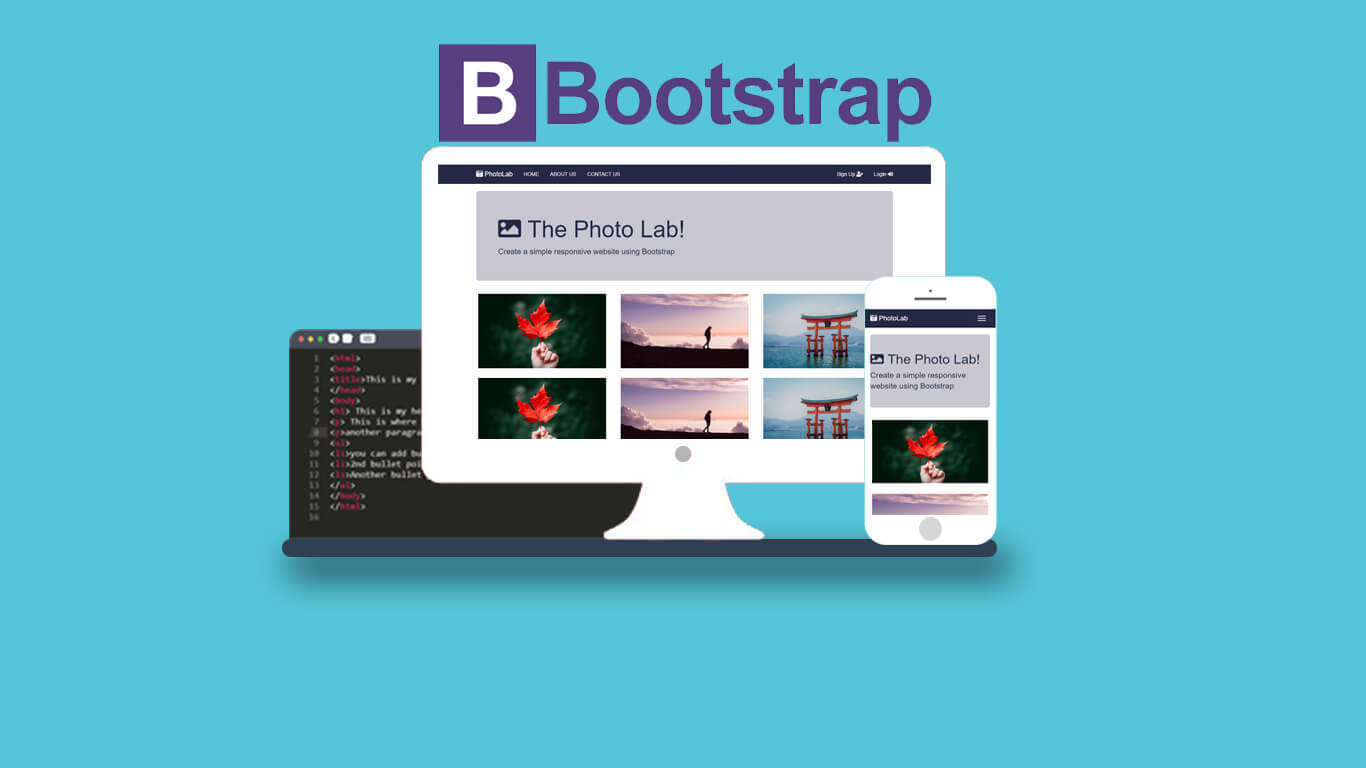 B Bootstrap
PhotoLab HOME ABOUT US CONTACT US Sign Up Login
The Photo Lab!
Create a simple responsive website using Bootstrap
PhotoLab
The Photo Lab!
Create a simple responsive
website using Bootstrap
1 <html>
2 <head>
3 <title>This is my
4 </head>
5 <body>
6 <h1> This is my he
7 <p> This is where
8 <p>another paragra
9 <ul>
10 <li>you can add bu
11 <li>2nd bullet poi
12 <li>Another bullet
13 </ul>
14 </body>
15 </html>
16